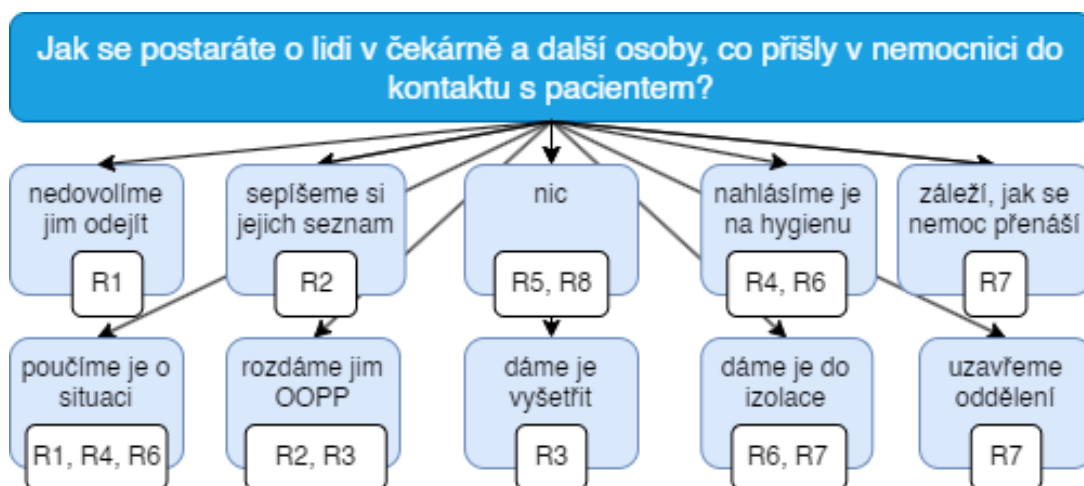 Jak se postaráte o lidi v čekárně a další osoby, co přišly v nemocnici do
kontaktu s pacientem?
nedovolíme
jim odejít
R1
sepíšeme si
jejich seznam
R2
nic
R5, R8
nahlásíme je
na hygienu
R4, R6
záleží, jak se
nemoc přenáší
R7
poučíme je o
situaci
R1, R4, R6
rozdáme jim
OOPP
R2, R3
dáme je
vyšetřit
R3
dáme je do
izolace
R6, R7
uzavřeme
oddělení
R7